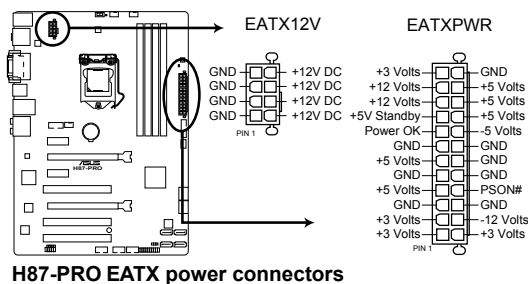 EATX12V
GND +12V DC
GND +12V DC
GND +12V DC
GND +12V DC
PIN 1
EATXPWR
+3 Volts GND
+12 Volts +5 Volts
+12 Volts +5 Volts
+5V Standby +5 Volts
Power OK -5 Volts
GND GND
+5 Volts GND
GND GND
+5 Volts PSON#
GND GND
+3 Volts -12 Volts
+3 Volts +3 Volts
PIN 1
ASUS
H87-PRO
H87-PRO EATX power connectors